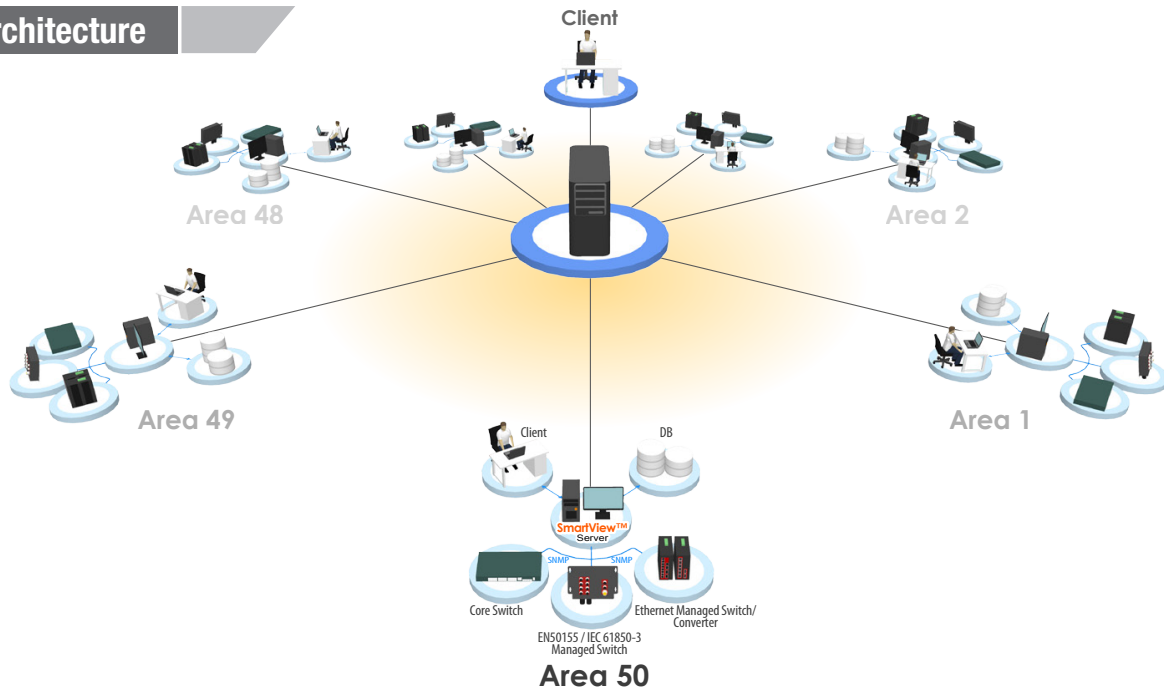 rchitecture
Client
Area 48
Area 2
Area 49
Area 1
Client
DB
SmartView™
Server
SNMP
SNMP
Core Switch
Ethernet Managed Switch/
Converter
EN50155 / IEC 61850-3
Managed Switch
Area 50